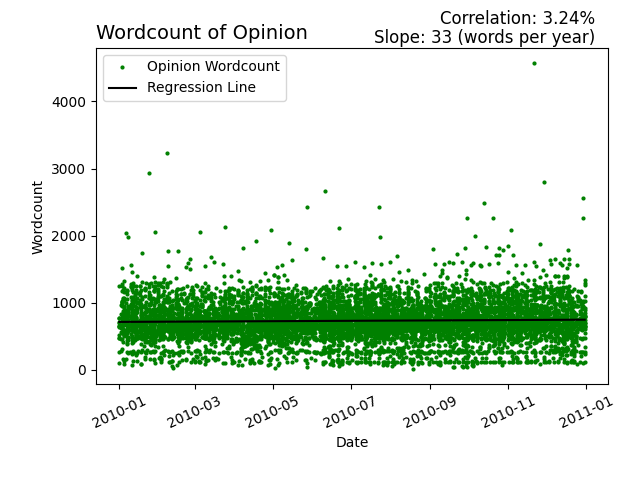 Wordcount of Opinion
Correlation: 3.24%
Slope: 33 (words per year)
Opinion Wordcount
Regression Line
Wordcount
4000
3000
2000
1000
0
2010-01
2010-03
2010-05
2010-07
2010-09
2010-11
2011-01
Date